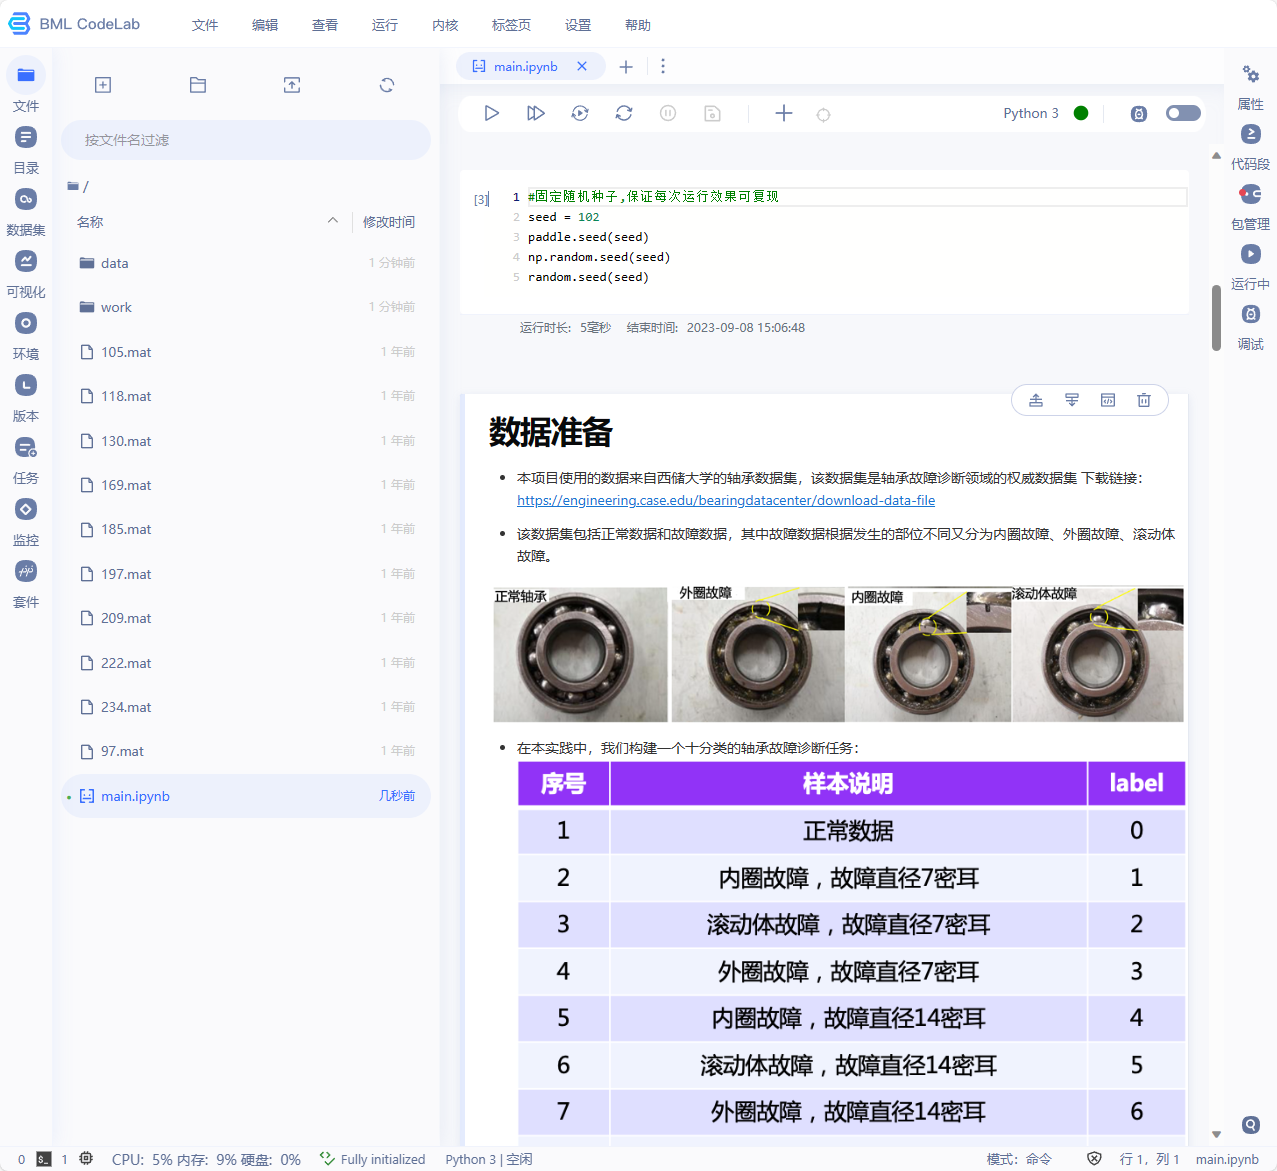 BML CodeLab 文件 编辑 查看 运行 内核 标签页 设置 帮助
文件
目录
数据集
可视化
环境
版本
任务
监控
套件
按文件名过滤
/
名称 修改时间
data 1 分钟前
work 1 分钟前
105.mat 1 年前
118.mat 1 年前
130.mat 1 年前
169.mat 1 年前
185.mat 1 年前
197.mat 1 年前
209.mat 1 年前
222.mat 1 年前
234.mat 1 年前
97.mat 1 年前
main.ipynb 几秒前
main.ipynb
Python 3
[3] 1 #固定随机种子,保证每次运行效果可复现
2 seed = 102
3 paddle.seed(seed)
4 np.random.seed(seed)
5 random.seed(seed)
运行时长: 5毫秒 结束时间: 2023-09-08 15:06:48
数据准备
本项目使用的数据来自西储大学的轴承数据集，该数据集是轴承故障诊断领域的权威数据集 下载链接：
https://engineering.case.edu/bearingdatacenter/download-data-file
该数据集包括正常数据和故障数据，其中故障数据根据发生的部位不同又分为内圈故障、外圈故障、滚动体
故障。
正常轴承 外圈故障 内圈故障 滚动体故障
在本实践中，我们构建一个十分类的轴承故障诊断任务：
序号 样本说明 label
1 正常数据 0
2 内圈故障，故障直径7密耳 1
3 滚动体故障，故障直径7密耳 2
4 外圈故障，故障直径7密耳 3
5 内圈故障，故障直径14密耳 4
6 滚动体故障，故障直径14密耳 5
7 外圈故障，故障直径14密耳 6
属性
代码段
包管理
运行中
调试
0 1 CPU: 5% 内存: 9% 硬盘: 0% Fully initialized Python 3 | 空闲 模式: 命令 行 1, 列 1 main.ipynb